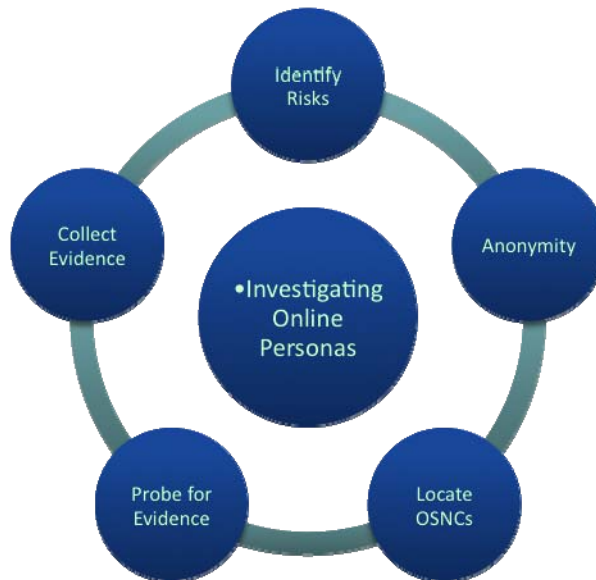 Identify
Risks
Anonymity
Locate
OSNCs
Probe for
Evidence
Collect
Evidence
•Investigating
Online
Personas